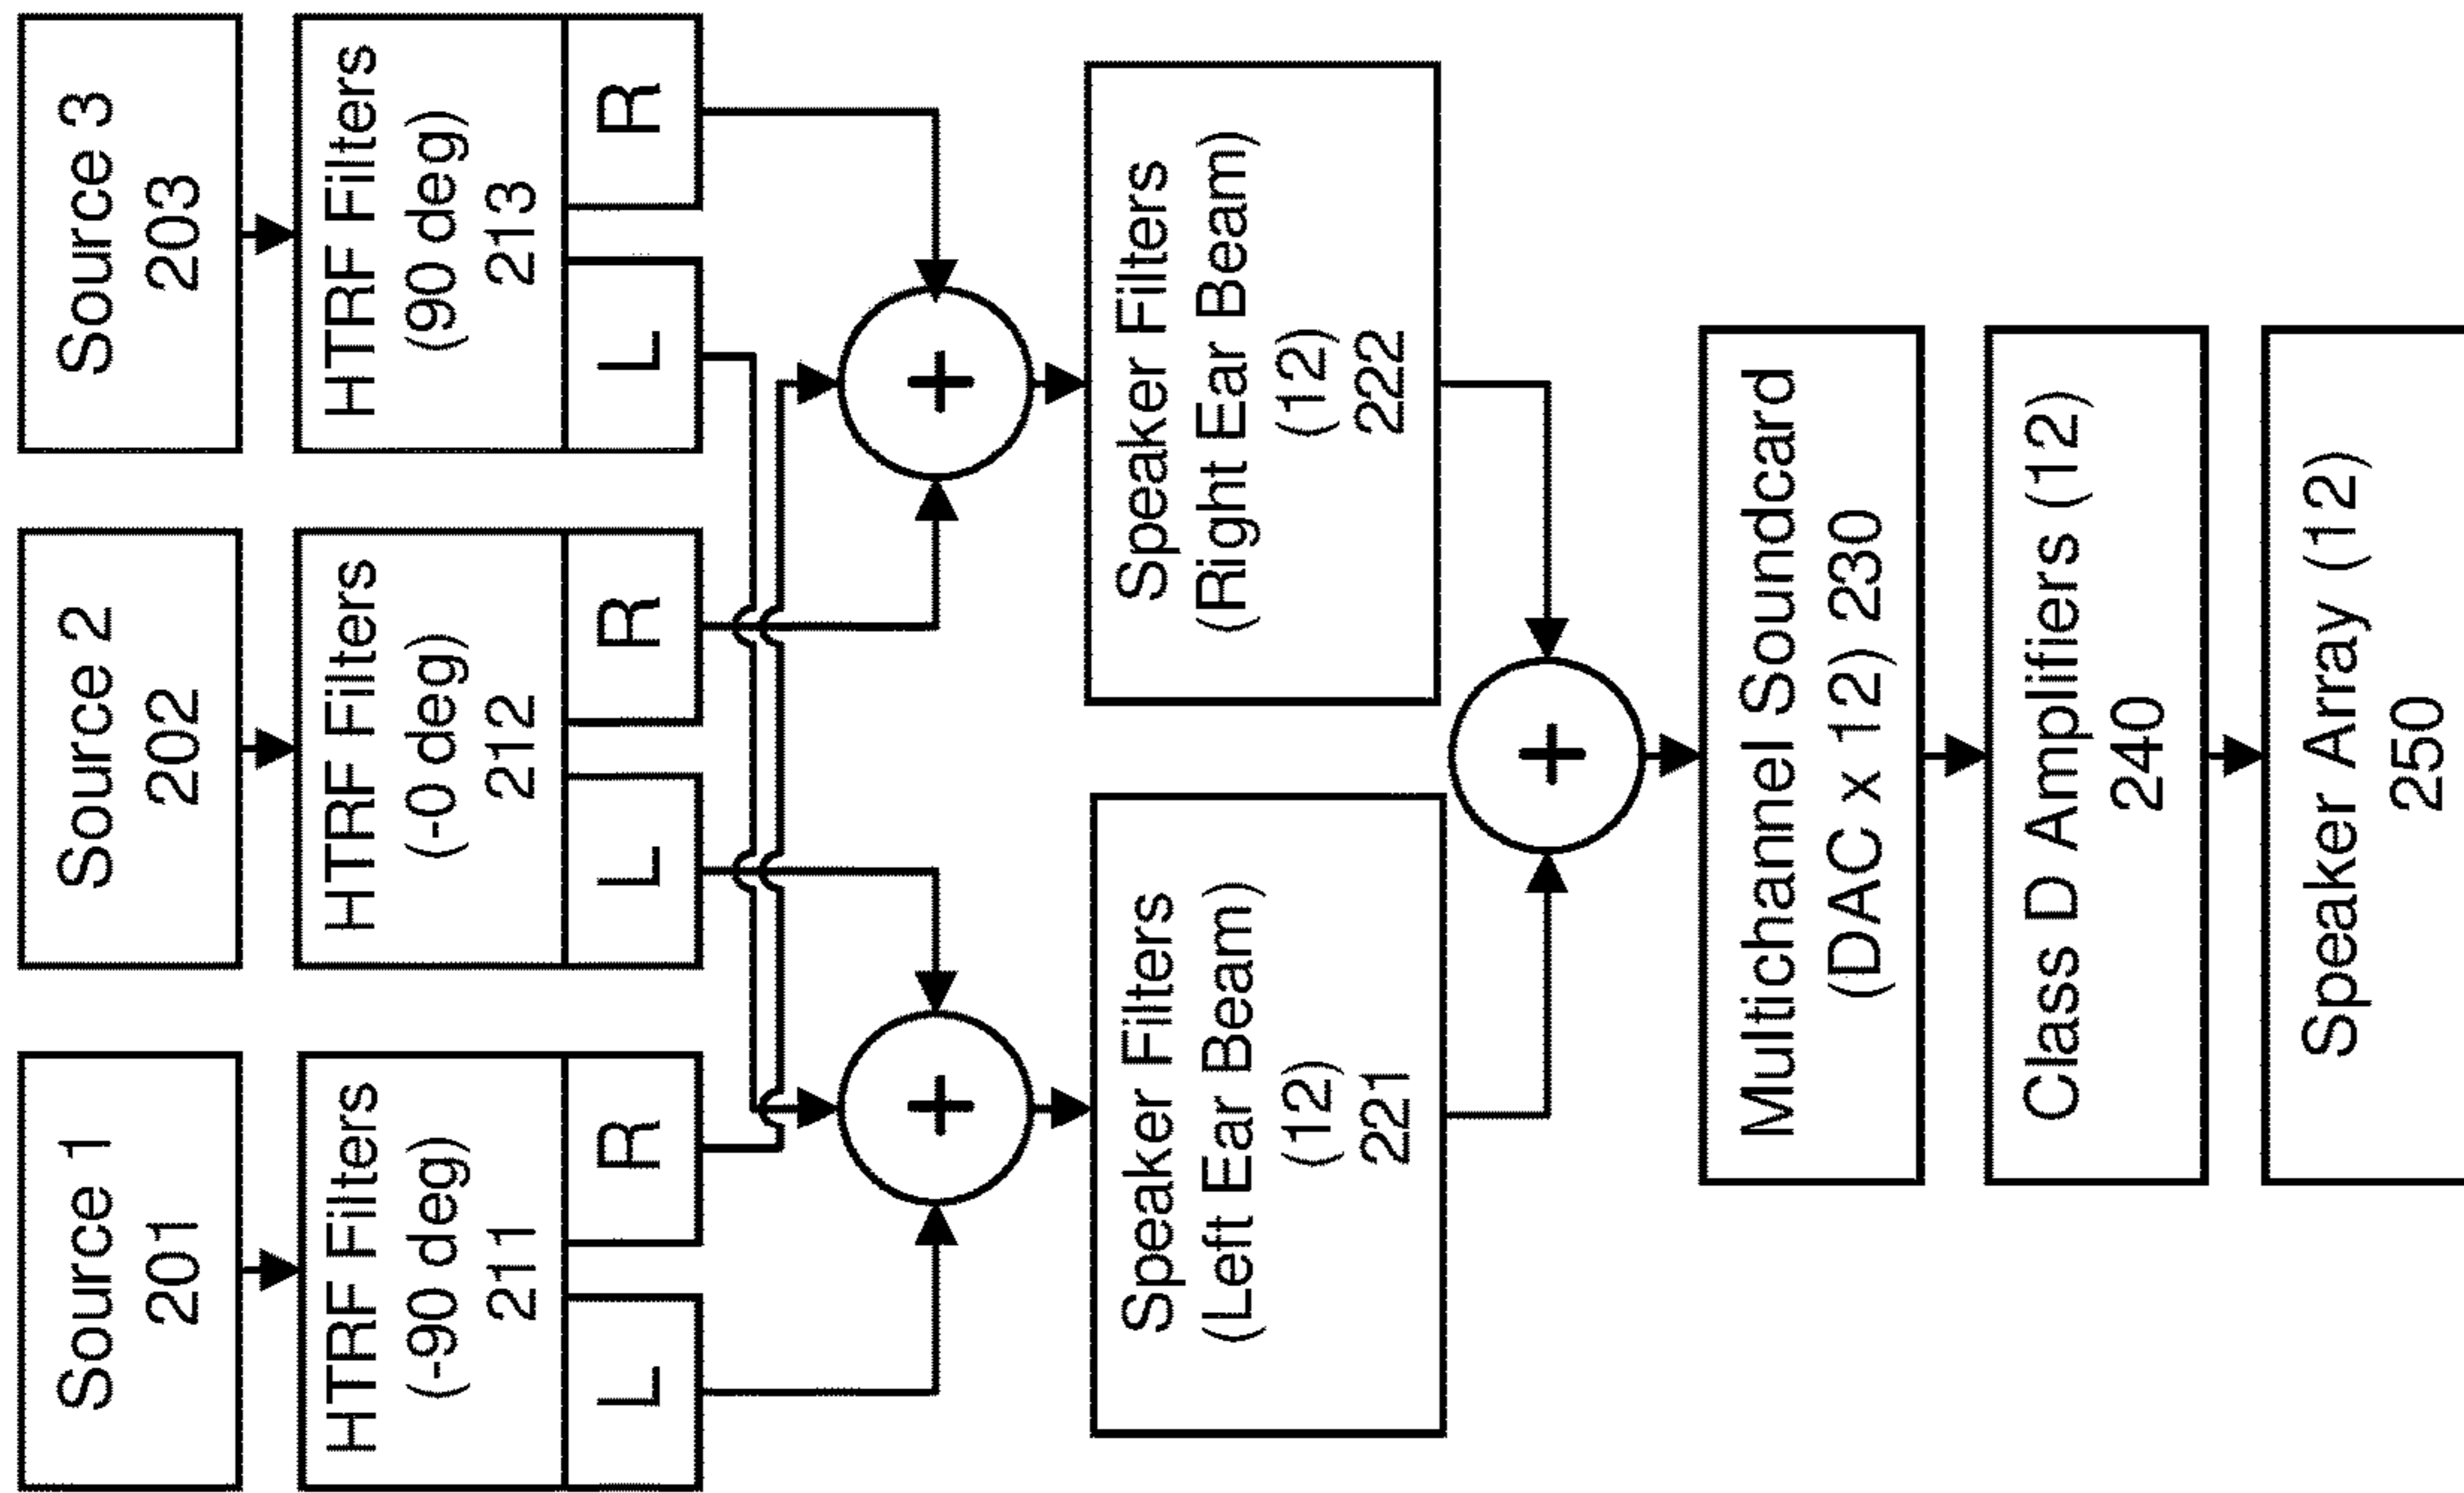 Source 1
201
Source 2
202
Source 3
203
HTRF Filters
(-90 deg)
211
L
R
HTRF Filters
(-0 deg)
212
L
R
HTRF Filters
(90 deg)
213
L
R
+
+
Speaker Filters
(Left Ear Beam)
(12)
221
Speaker Filters
(Right Ear Beam)
(12)
222
+
Multichannel Soundcard
(DAC x 12) 230
Class D Amplifiers (12)
240
Speaker Array (12)
250